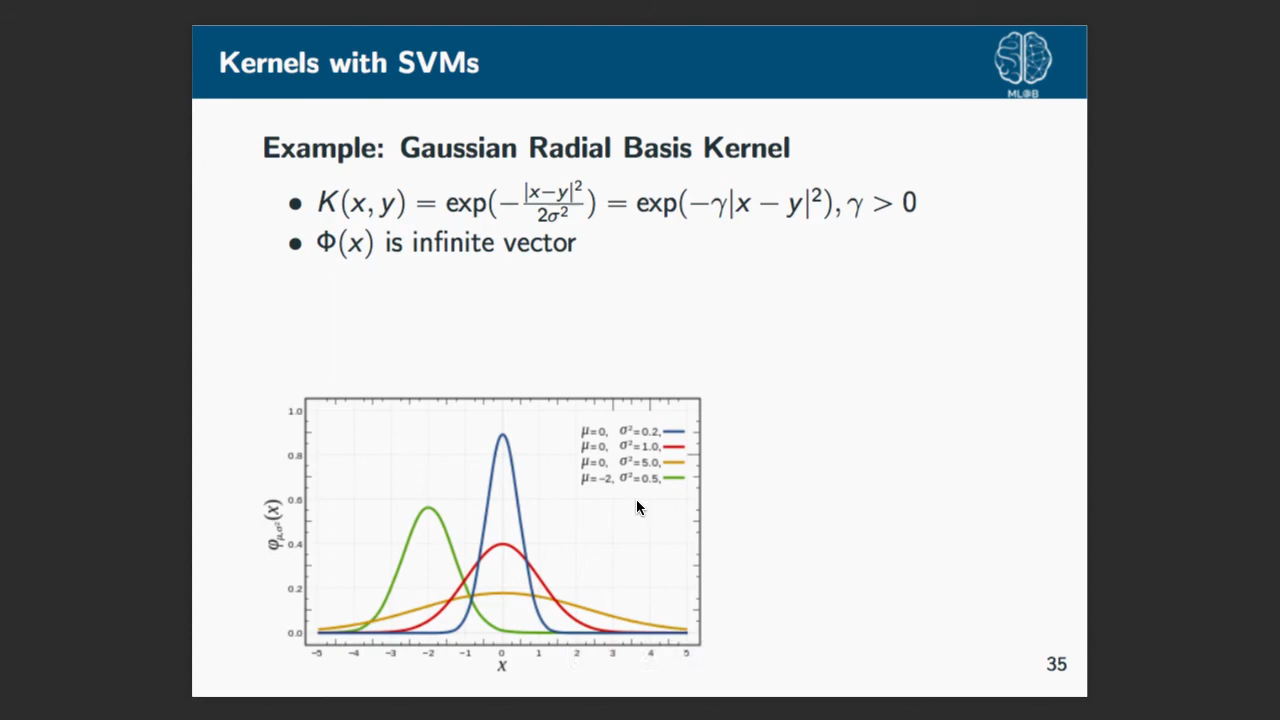 Kernels with SVMs
ML@B
Example: Gaussian Radial Basis Kernel
• K(x, y) = exp(−|x−y|²/2σ²) = exp(−γ|x − y|²), γ > 0
• Φ(x) is infinite vector
μ=0, σ²=0.2,
μ=0, σ²=1.0,
μ=0, σ²=5.0,
μ=−2, σ²=0.5,
1.0
0.8
0.6
0.4
0.2
0.0
φμ,σ²(x)
−5 −4 −3 −2 −1 0 1 2 3 4 5
x
35